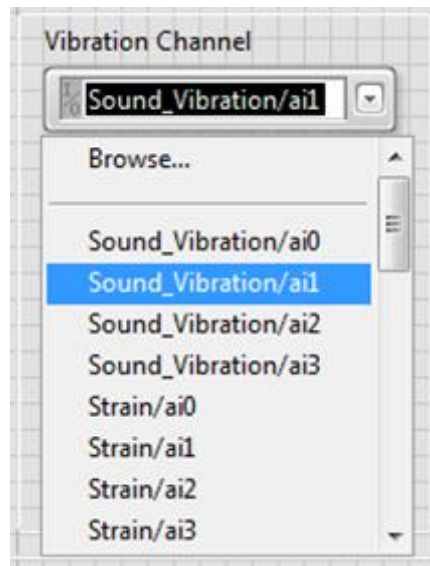 Vibration Channel
I/O Sound_Vibration/ai1
Browse...
Sound_Vibration/ai0
Sound_Vibration/ai1
Sound_Vibration/ai2
Sound_Vibration/ai3
Strain/ai0
Strain/ai1
Strain/ai2
Strain/ai3